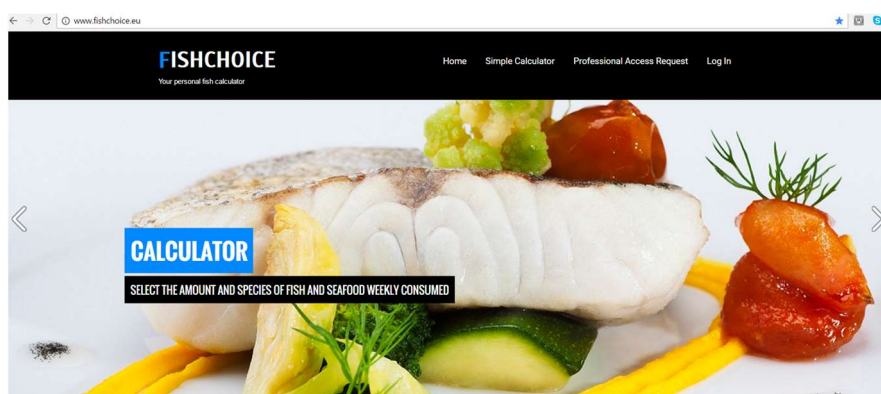 www.fishchoice.eu
FISHCHOICE
Your personal fish calculator
Home Simple Calculator Professional Access Request Log In
CALCULATOR
SELECT THE AMOUNT AND SPECIES OF FISH AND SEAFOOD WEEKLY CONSUMED